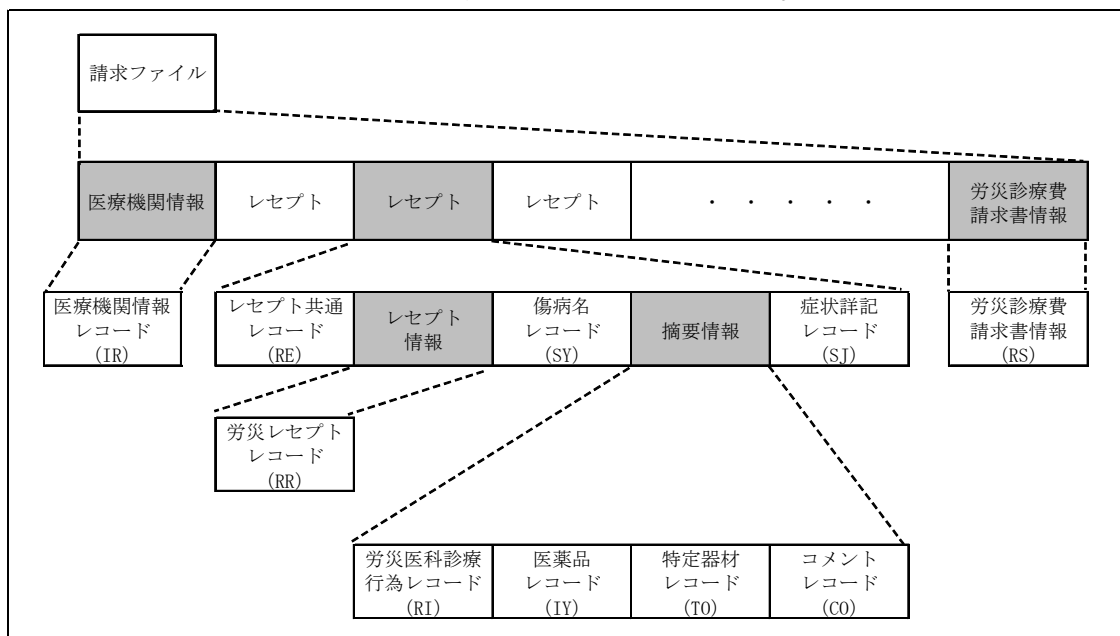 請求ファイル
医療機関情報
レセプト
レセプト
レセプト
・ ・ ・ ・ ・
労災診療費
請求書情報
医療機関情報
レコード
(IR)
レセプト共通
レコード
(RE)
レセプト
情報
傷病名
レコード
(SY)
摘要情報
症状詳記
レコード
(SJ)
労災診療費
請求書情報
(RS)
労災レセプト
レコード
(RR)
労災医科診療
行為レコード
(RI)
医薬品
レコード
(IY)
特定器材
レコード
(TO)
コメント
レコード
(CO)